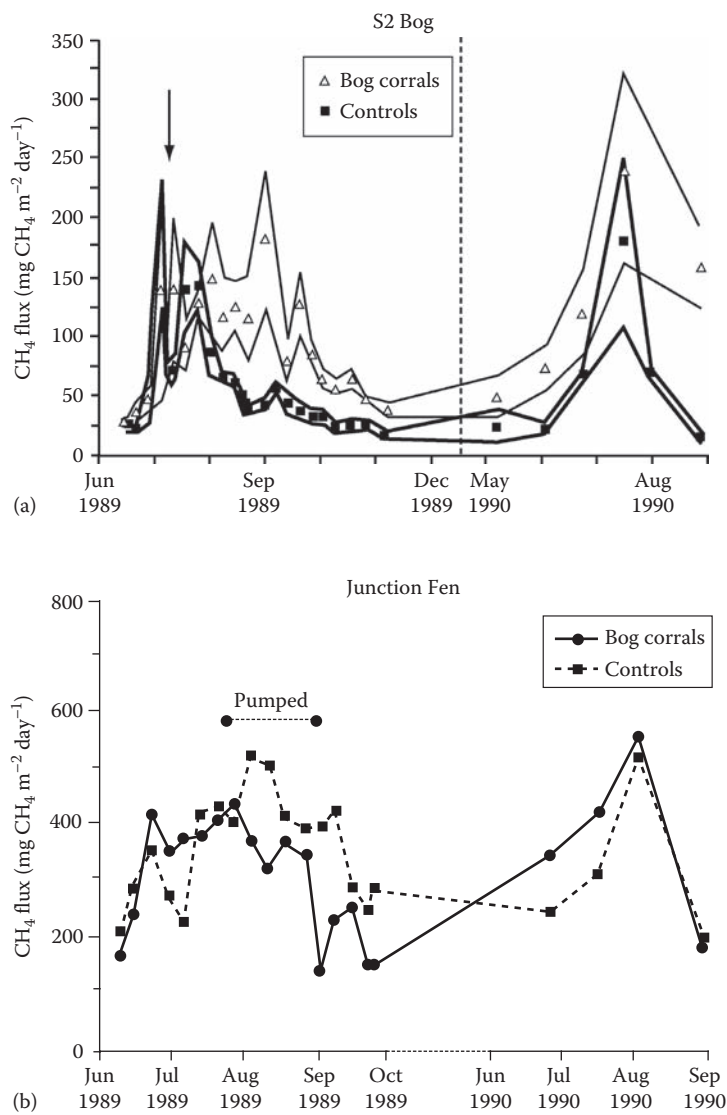 S2 Bog
350
300
250
200
150
100
50
0
CH₄ flux (mg CH₄ m⁻² day⁻¹)
Bog corrals
Controls
Jun 1989
Sep 1989
Dec 1989
May 1990
Aug 1990
(a)
Junction Fen
800
600
400
200
0
CH₄ flux (mg CH₄ m⁻² day⁻¹)
Bog corrals
Controls
Pumped
Jun 1989
Jul 1989
Aug 1989
Sep 1989
Oct 1989
Jun 1990
Jul 1990
Aug 1990
Sep 1990
(b)